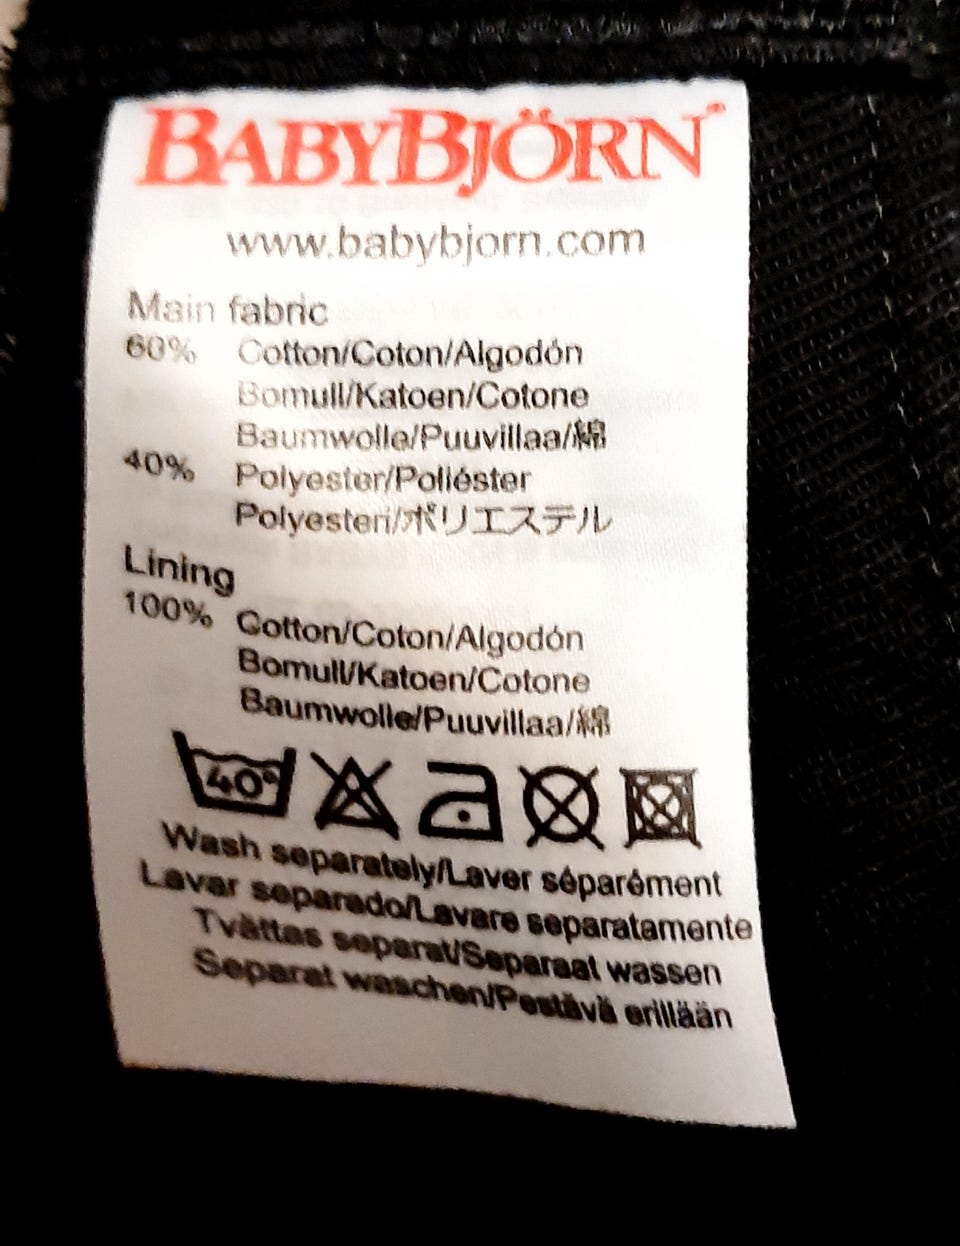 BABYBJÖRN®
www.babybjorn.com
Main fabric
60% Cotton/Coton/Algodón
Bomull/Katoen/Cotone
Baumwolle/Puuvillaa/綿
40% Polyester/Poliéster
Polyesteri/ポリエステル
Lining
100% Cotton/Coton/Algodón
Bomull/Katoen/Cotone
Baumwolle/Puuvillaa/綿
40°
Wash separately/Laver séparément
Lavar separado/Lavare separatamente
Tvättas separat/Separaat wassen
Separat waschen/Pestävä erillään